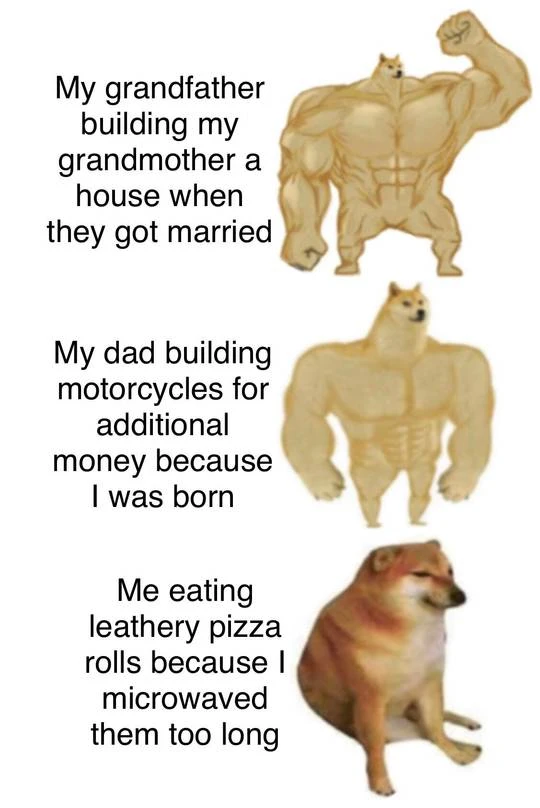 My grandfather
building my
grandmother a
house when
they got married
My dad building
motorcycles for
additional
money because
I was born
Me eating
leathery pizza
rolls because I
microwaved
them too long